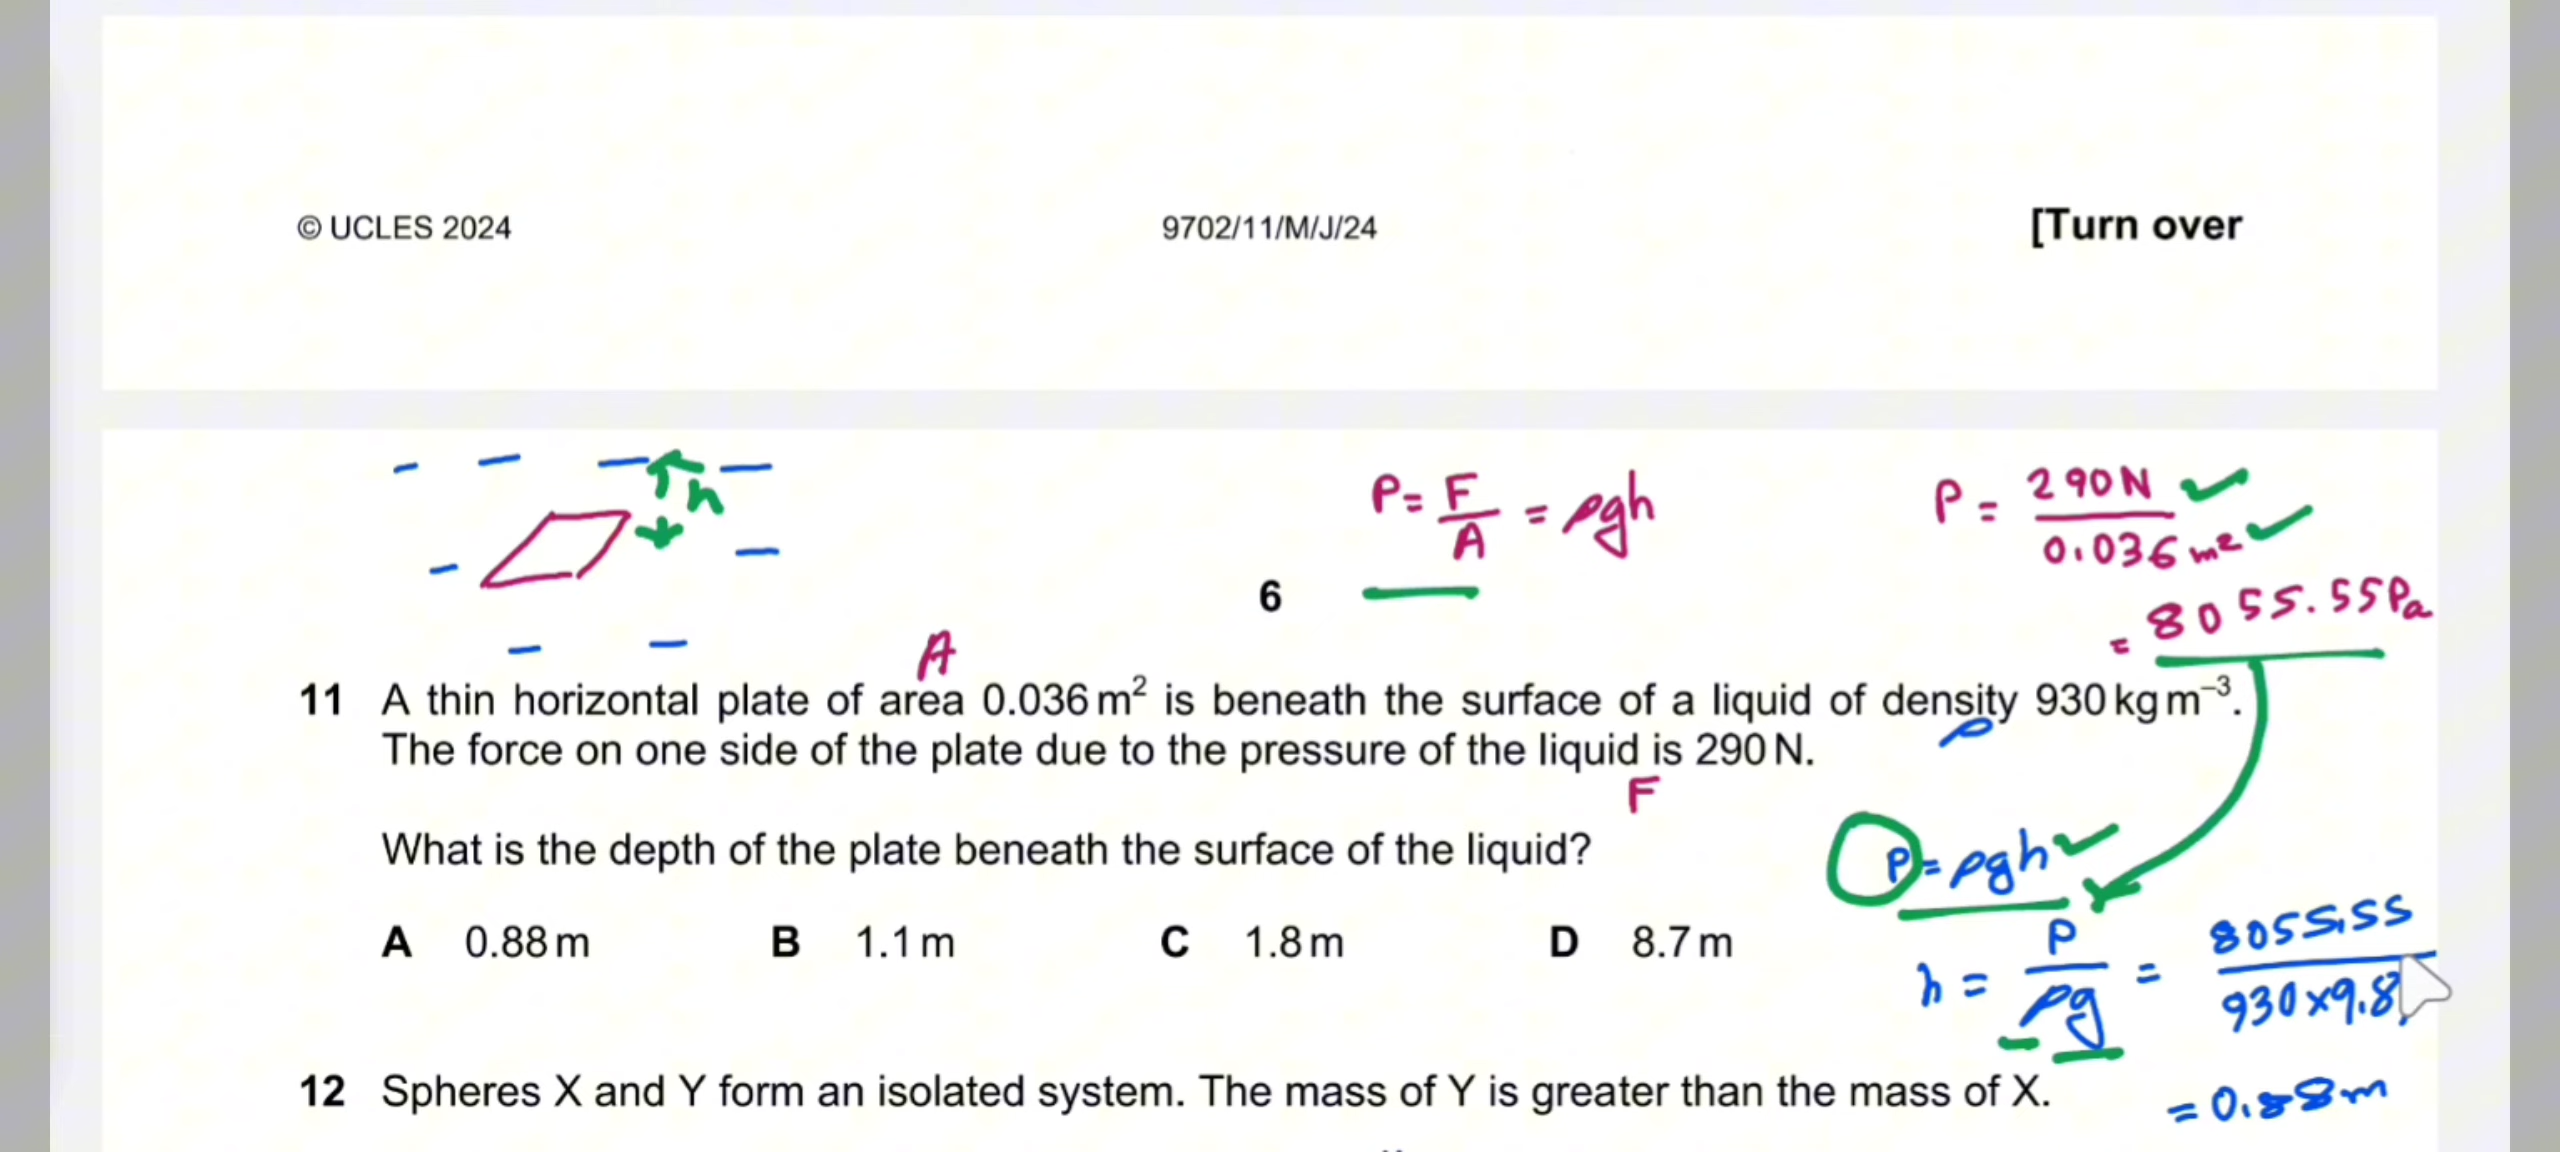 © UCLES 2024 9702/11/M/J/24 [Turn over
h
P = F/A = ρgh
P = 290N / 0.036 m²
= 8055.55Pa
6
A
11 A thin horizontal plate of area 0.036 m² is beneath the surface of a liquid of density 930 kg m⁻³.
ρ
The force on one side of the plate due to the pressure of the liquid is 290 N.
F
What is the depth of the plate beneath the surface of the liquid?
P = ρgh
A 0.88 m B 1.1 m C 1.8 m D 8.7 m
h = P/ρg = 8055.55 / 930×9.81
= 0.88m
12 Spheres X and Y form an isolated system. The mass of Y is greater than the mass of X.